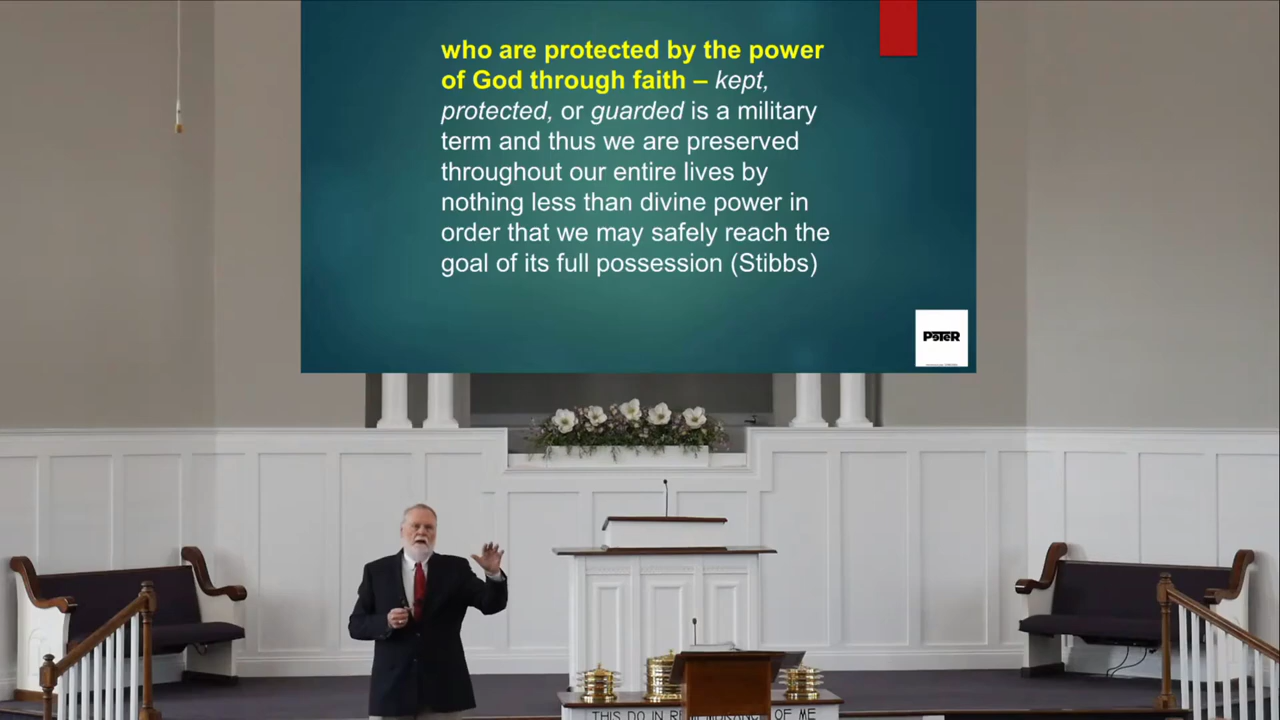 who are protected by the power
of God through faith – kept,
protected, or guarded is a military
term and thus we are preserved
throughout our entire lives by
nothing less than divine power in
order that we may safely reach the
goal of its full possession (Stibbs)
PETER
THIS DO IN OF ME